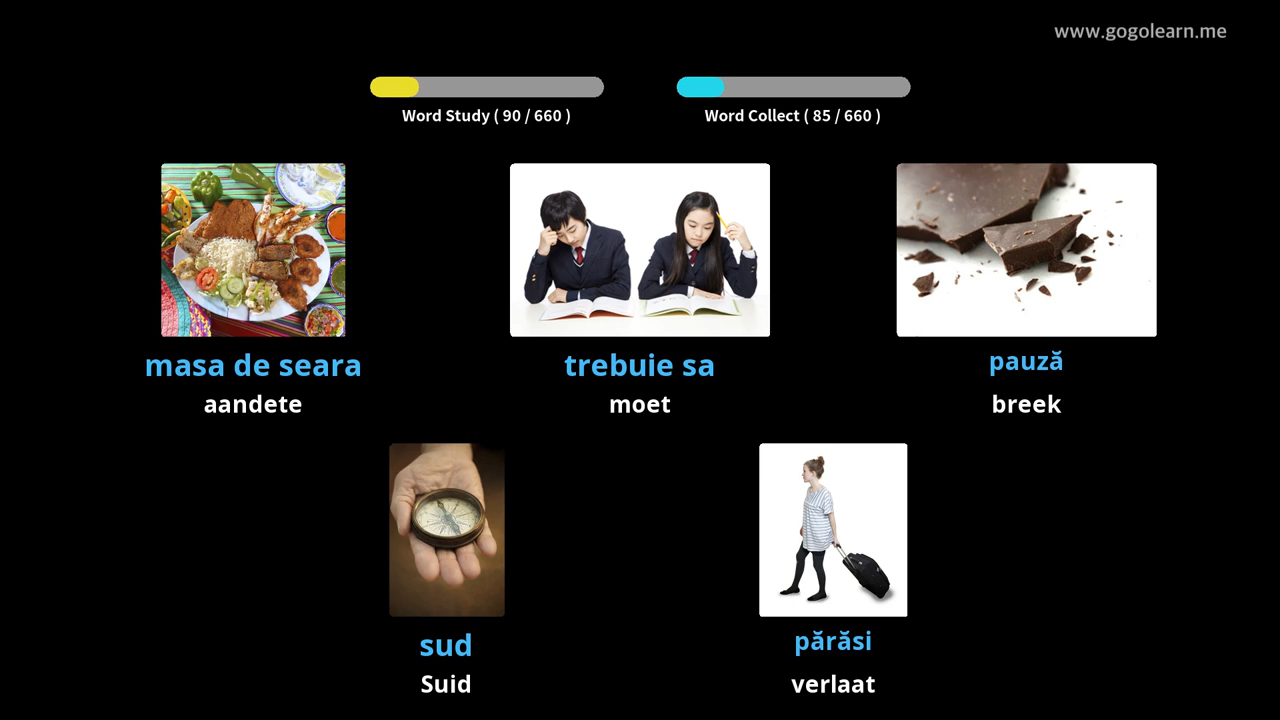 www.gogolearn.me
Word Study ( 90 / 660 )
Word Collect ( 85 / 660 )
masa de seara
aandete
trebuie sa
moet
pauză
breek
sud
Suid
părăsi
verlaat